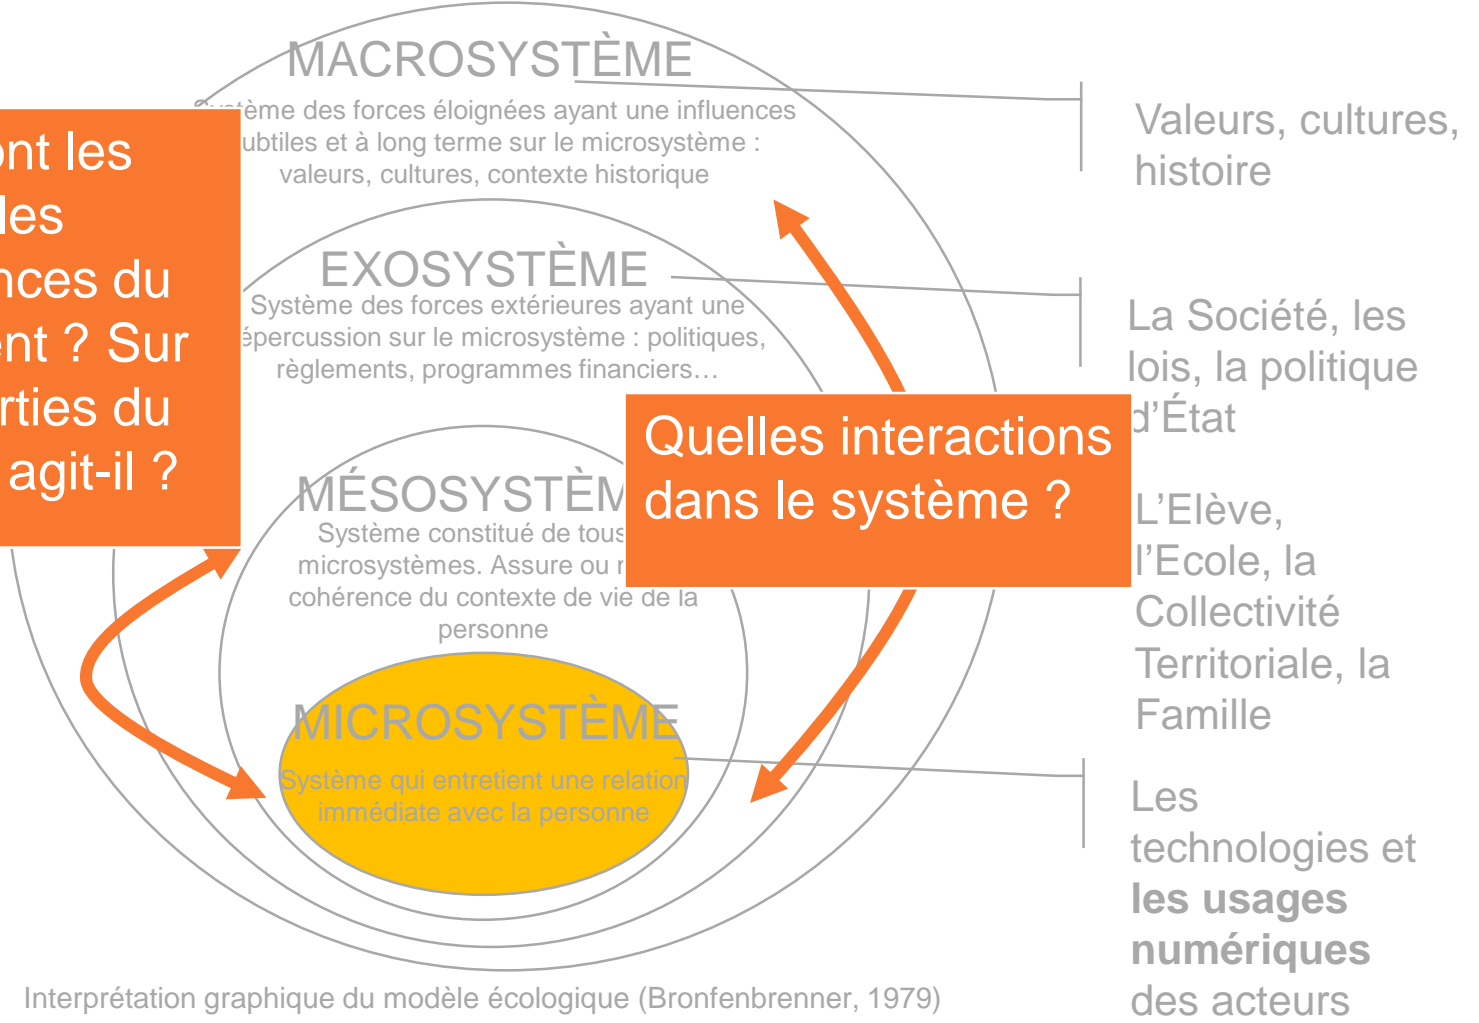 MACROSYSTÈME
Système des forces éloignées ayant une influences
subtiles et à long terme sur le microsystème :
valeurs, cultures, contexte historique
Valeurs, cultures,
histoire
ont les
les
nces du
ent ? Sur
rties du
agit-il ?
EXOSYSTÈME
Système des forces extérieures ayant une
épercussion sur le microsystème : politiques,
règlements, programmes financiers…
La Société, les
lois, la politique
d’État
Quelles interactions
dans le système ?
MÉSOSYSTÈM
Système constitué de tous
microsystèmes. Assure ou
cohérence du contexte de vie de la
personne
L’Elève,
l’Ecole, la
Collectivité
Territoriale, la
Famille
MICROSYSTÈME
Système qui entretient une relation
immédiate avec la personne
Les
technologies et
les usages
numériques
des acteurs
Interprétation graphique du modèle écologique (Bronfenbrenner, 1979)